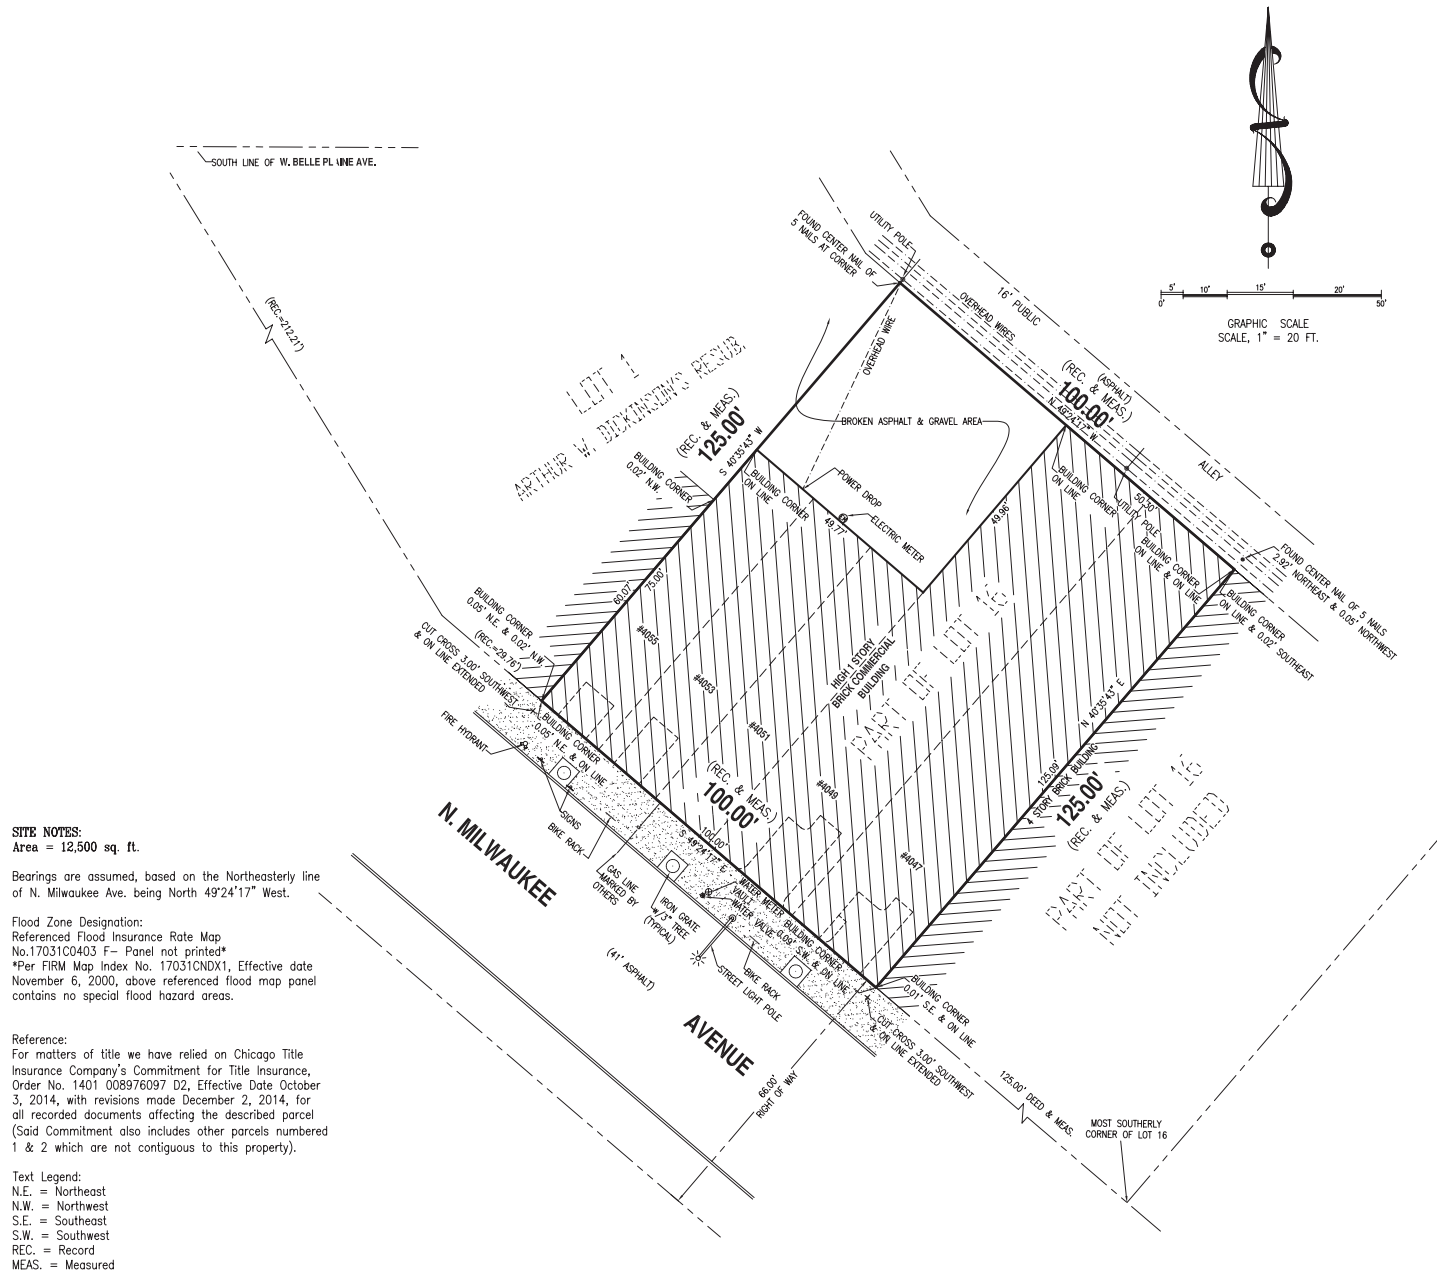 SOUTH LINE OF W. BELLE PLAINE AVE.
(REC.=212.21')
LOT 1
ARTHUR W. DICKINSON'S RESUB.
FOUND CENTER NAIL OF
5 NAILS AT CORNER
UTILITY POLE
OVERHEAD WIRES
16' PUBLIC
(ASPHALT)
ALLEY
(REC. & MEAS.)
100.00'
N 49°24'17" W
5'
10'
15'
20'
0'
50'
GRAPHIC SCALE
SCALE, 1" = 20 FT.
OVERHEAD WIRE
BROKEN ASPHALT & GRAVEL AREA
(REC. & MEAS.)
125.00'
S 40°35'43" W
BUILDING CORNER
0.02' N.W.
BUILDING CORNER
ON LINE
POWER DROP
ELECTRIC METER
49.77'
49.96'
BUILDING CORNER
ON LINE
UTILITY POLE
50.50'
BUILDING CORNER
ON LINE & ON LINE
FOUND CENTER NAIL OF 5 NAILS
2.92' NORTHEAST & 0.05' NORTHWEST
BUILDING CORNER
ON LINE & 0.02' SOUTHEAST
60.07'
75.00'
BUILDING CORNER
0.05' N.E. & 0.02' N.W.
(REC.=29.76')
CUT CROSS 3.00' SOUTHWEST
& ON LINE EXTENDED
#4055
#4053
#4051
#4049
#4047
HIGH 1 STORY
BRICK COMMERCIAL
BUILDING
PART OF LOT 16
N 40°35'43" E
125.09'
4 STORY BRICK BUILDING
125.00'
(REC. & MEAS.)
PART OF LOT 16
NOT INCLUDED
FIRE HYDRANT
BUILDING CORNER
0.05' N.E. & ON LINE
(REC. & MEAS.)
100.00'
100.00'
S 49°24'17" E
SIGNS
BIKE RACK
GAS LINE
MARKED BY
OTHERS
IRON GRATE
W/3" TREE
(TYPICAL)
WATER METER
VAULT
WATER VALVE
BUILDING CORNER
0.09' S.W. & ON LINE
BIKE RACK
STREET LIGHT POLE
(41' ASPHALT)
N. MILWAUKEE
AVENUE
BUILDING CORNER
0.01' S.E. & ON LINE
CUT CROSS 3.00' SOUTHWEST
& ON LINE EXTENDED
66.00'
RIGHT OF WAY
125.00' DEED & MEAS.
MOST SOUTHERLY
CORNER OF LOT 16
SITE NOTES:
Area = 12,500 sq. ft.
Bearings are assumed, based on the Northeasterly line
of N. Milwaukee Ave. being North 49°24'17" West.
Flood Zone Designation:
Referenced Flood Insurance Rate Map
No.17031C0403 F- Panel not printed*
*Per FIRM Map Index No. 17031CNDX1, Effective date
November 6, 2000, above referenced flood map panel
contains no special flood hazard areas.
Reference:
For matters of title we have relied on Chicago Title
Insurance Company's Commitment for Title Insurance,
Order No. 1401 008976097 D2, Effective Date October
3, 2014, with revisions made December 2, 2014, for
all recorded documents affecting the described parcel
(Said Commitment also includes other parcels numbered
1 & 2 which are not contiguous to this property).
Text Legend:
N.E. = Northeast
N.W. = Northwest
S.E. = Southeast
S.W. = Southwest
REC. = Record
MEAS. = Measured